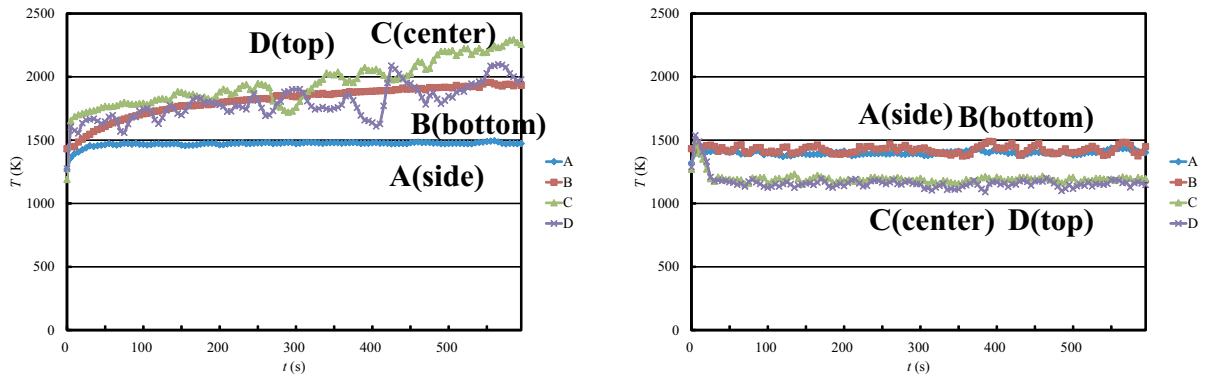 2500
2000
1500
1000
500
0
T (K)
0 100 200 300 400 500
t (s)
D(top)
C(center)
B(bottom)
A(side)
A
B
C
D
2500
2000
1500
1000
500
0
T (K)
0 100 200 300 400 500
t (s)
A(side) B(bottom)
C(center) D(top)
A
B
C
D